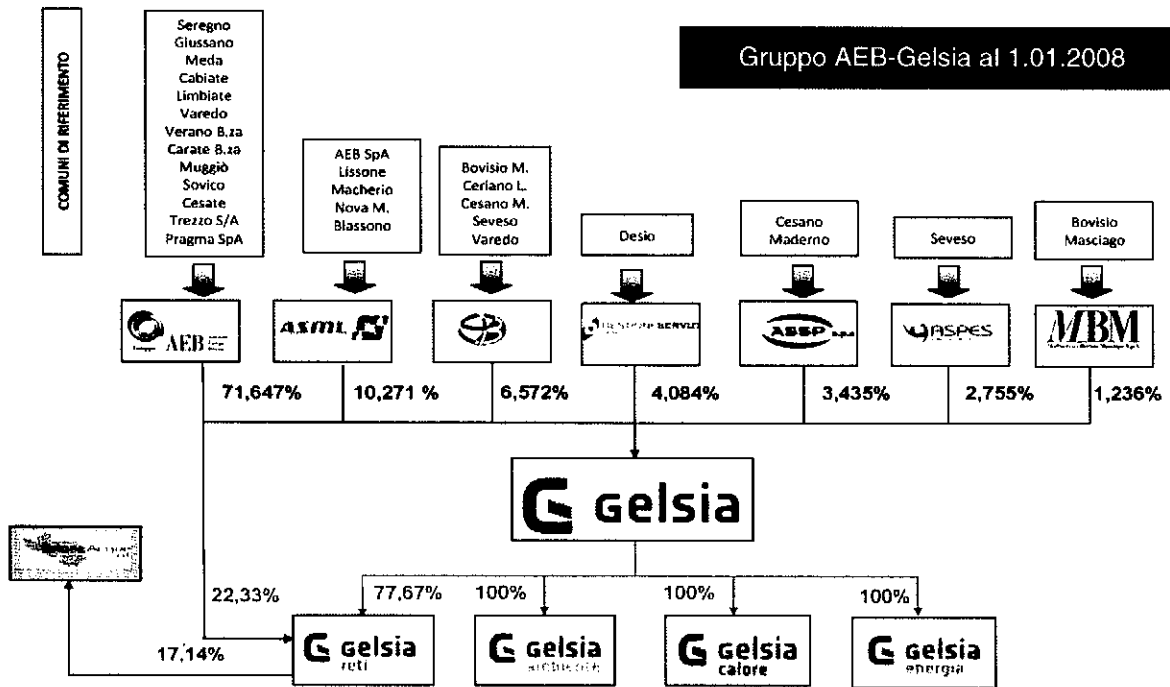 Gruppo AEB-Gelsia al 1.01.2008
COMUNI DI RIFERIMENTO
Seregno
Giussano
Meda
Cabiate
Limbiate
Varedo
Verano B.za
Carate B.za
Muggiò
Sovico
Cesate
Trezzo S/A
Pragma SpA
AEB SpA
Lissone
Macherio
Nova M.
Biassono
Bovisio M.
Ceriano L.
Cesano M.
Seveso
Varedo
Desio
Cesano
Maderno
Seveso
Bovisio
Masciago
AEB
ASML
SERVIZI
ASSP S.p.A
ASPES
MBM
71,647%
10,271 %
6,572%
4,084%
3,435%
2,755%
1,236%
Gelsia
22,33%
77,67%
100%
100%
100%
17,14%
Gelsia
reti
Gelsia
ambiente
Gelsia
calore
Gelsia
energia